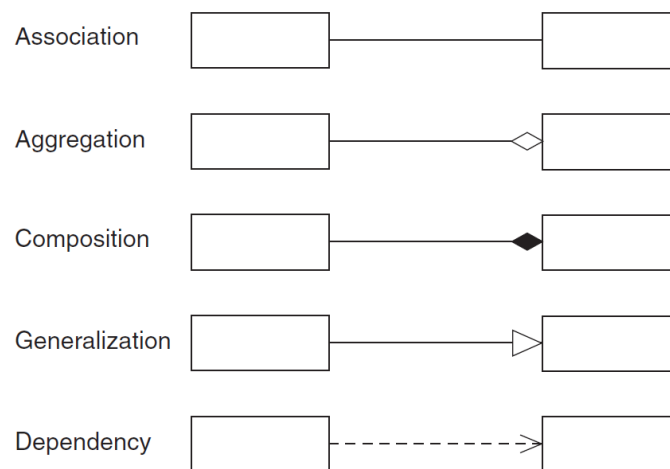 Association
Aggregation
Composition
Generalization
Dependency